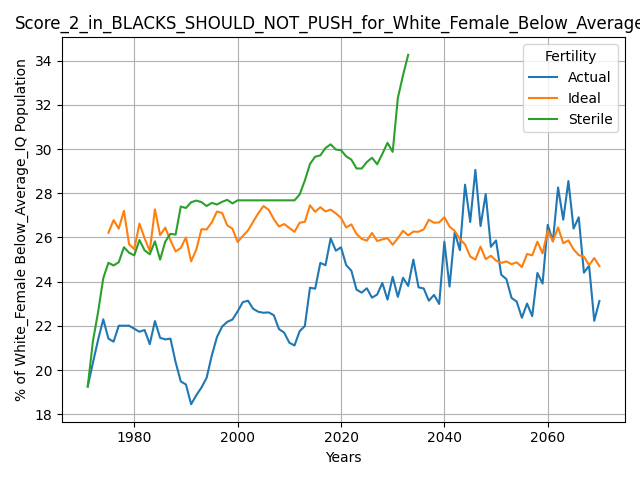 Score_2_in_BLACKS_SHOULD_NOT_PUSH_for_White_Female_Below_Average
Fertility
Actual
Ideal
Sterile
% of White_Female Below_Average_IQ Population
34
32
30
28
26
24
22
20
18
1980
2000
2020
2040
2060
Years